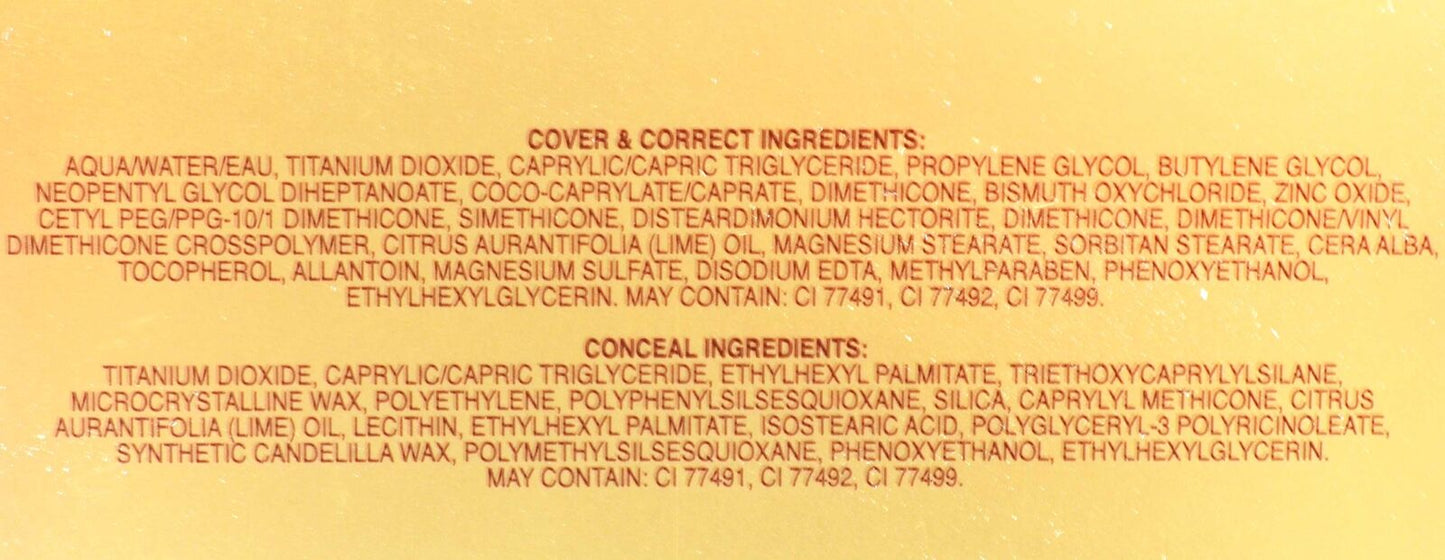 COVER & CORRECT INGREDIENTS:
AQUA/WATER/EAU, TITANIUM DIOXIDE, CAPRYLIC/CAPRIC TRIGLYCERIDE, PROPYLENE GLYCOL, BUTYLENE GLYCOL,
NEOPENTYL GLYCOL DIHEPTANOATE, COCO-CAPRYLATE/CAPRATE, DIMETHICONE, BISMUTH OXYCHLORIDE, ZINC OXIDE,
CETYL PEG/PPG-10/1 DIMETHICONE, SIMETHICONE, DISTEARDIMONIUM HECTORITE, DIMETHICONE, DIMETHICONE/VINYL
DIMETHICONE CROSSPOLYMER, CITRUS AURANTIFOLIA (LIME) OIL, MAGNESIUM STEARATE, SORBITAN STEARATE, CERA ALBA,
TOCOPHEROL, ALLANTOIN, MAGNESIUM SULFATE, DISODIUM EDTA, METHYLPARABEN, PHENOXYETHANOL,
ETHYLHEXYLGLYCERIN. MAY CONTAIN: CI 77491, CI 77492, CI 77499.
CONCEAL INGREDIENTS:
TITANIUM DIOXIDE, CAPRYLIC/CAPRIC TRIGLYCERIDE, ETHYLHEXYL PALMITATE, TRIETHOXYCAPRYLYLSILANE,
MICROCRYSTALLINE WAX, POLYETHYLENE, POLYPHENYLSILSESQUIOXANE, SILICA, CAPRYLYL METHICONE, CITRUS
AURANTIFOLIA (LIME) OIL, LECITHIN, ETHYLHEXYL PALMITATE, ISOSTEARIC ACID, POLYGLYCERYL-3 POLYRICINOLEATE,
SYNTHETIC CANDELILLA WAX, POLYMETHYLSILSESQUIOXANE, PHENOXYETHANOL, ETHYLHEXYLGLYCERIN.
MAY CONTAIN: CI 77491, CI 77492, CI 77499.